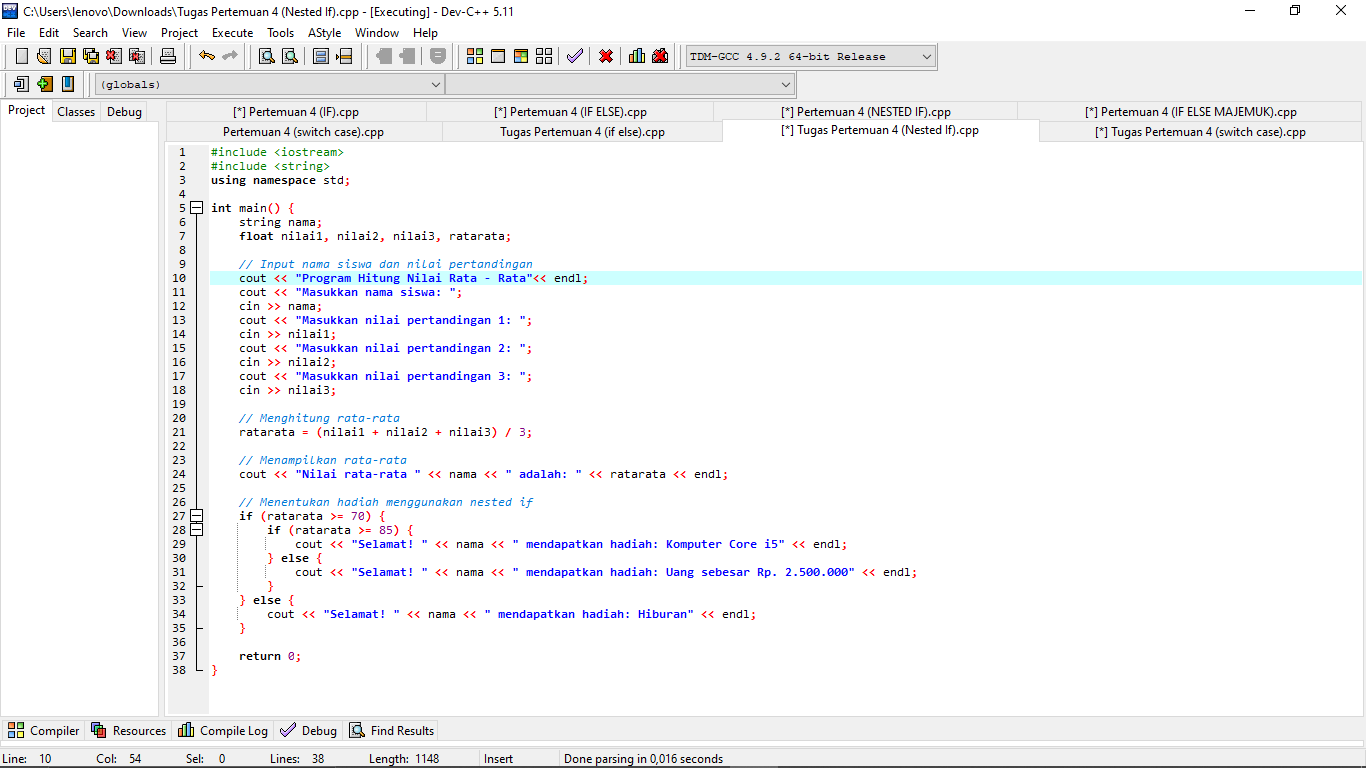 C:\Users\lenovo\Downloads\Tugas Pertemuan 4 (Nested If).cpp - [Executing] - Dev-C++ 5.11
File Edit Search View Project Execute Tools AStyle Window Help
TDM-GCC 4.9.2 64-bit Release
(globals)
Project Classes Debug
[*] Pertemuan 4 (IF).cpp [*] Pertemuan 4 (IF ELSE).cpp [*] Pertemuan 4 (NESTED IF).cpp [*] Pertemuan 4 (IF ELSE MAJEMUK).cpp
Pertemuan 4 (switch case).cpp Tugas Pertemuan 4 (if else).cpp [*] Tugas Pertemuan 4 (Nested If).cpp [*] Tugas Pertemuan 4 (switch case).cpp
1 #include <iostream>
2 #include <string>
3 using namespace std;
4
5 int main() {
6 string nama;
7 float nilai1, nilai2, nilai3, ratarata;
8
9 // Input nama siswa dan nilai pertandingan
10 cout << "Program Hitung Nilai Rata - Rata"<< endl;
11 cout << "Masukkan nama siswa: ";
12 cin >> nama;
13 cout << "Masukkan nilai pertandingan 1: ";
14 cin >> nilai1;
15 cout << "Masukkan nilai pertandingan 2: ";
16 cin >> nilai2;
17 cout << "Masukkan nilai pertandingan 3: ";
18 cin >> nilai3;
19
20 // Menghitung rata-rata
21 ratarata = (nilai1 + nilai2 + nilai3) / 3;
22
23 // Menampilkan rata-rata
24 cout << "Nilai rata-rata " << nama << " adalah: " << ratarata << endl;
25
26 // Menentukan hadiah menggunakan nested if
27 if (ratarata >= 70) {
28 if (ratarata >= 85) {
29 cout << "Selamat! " << nama << " mendapatkan hadiah: Komputer Core i5" << endl;
30 } else {
31 cout << "Selamat! " << nama << " mendapatkan hadiah: Uang sebesar Rp. 2.500.000" << endl;
32 }
33 } else {
34 cout << "Selamat! " << nama << " mendapatkan hadiah: Hiburan" << endl;
35 }
36
37 return 0;
38 }
Compiler Resources Compile Log Debug Find Results
Line: 10 Col: 54 Sel: 0 Lines: 38 Length: 1148 Insert Done parsing in 0,016 seconds